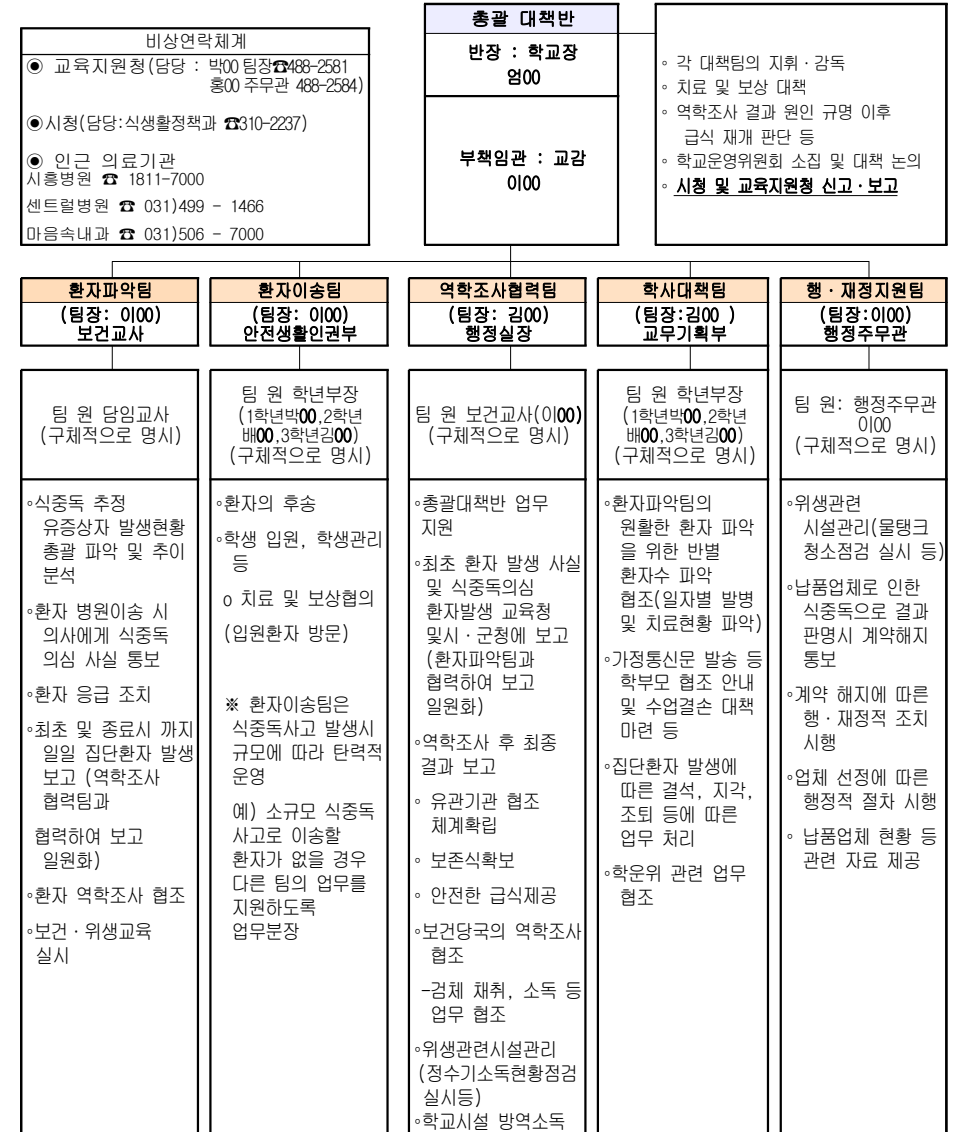 비상연락체계
◉ 교육지원청(담당 : 박00 팀장☎488-2581
홍00 주무관 488-2584)
◉시청(담당:식생활정책과 ☎310-2237)
◉ 인근 의료기관
시흥병원 ☎ 1811-7000
센트럴병원 ☎ 031)499 - 1466
마음속내과 ☎ 031)506 - 7000
총괄 대책반
반장 : 학교장
엄00
부책임관 : 교감
이00
◦ 각 대책팀의 지휘·감독
◦ 치료 및 보상 대책
◦ 역학조사 결과 원인 규명 이후
급식 재개 판단 등
◦ 학교운영위원회 소집 및 대책 논의
◦ 시청 및 교육지원청 신고·보고
환자파악팀
(팀장: 이00)
보건교사
팀 원 담임교사
(구체적으로 명시)
◦식중독 추정
유증상자 발생현황
총괄 파악 및 추이
분석
◦환자 병원이송 시
의사에게 식중독
의심 사실 통보
◦환자 응급 조치
◦최초 및 종료시 까지
일일 집단환자 발생
보고 (역학조사
협력팀과
협력하여 보고
일원화)
◦환자 역학조사 협조
◦보건·위생교육
실시
환자이송팀
(팀장: 이00)
안전생활인권부
팀 원 학년부장
(1학년박00,2학년
배00,3학년김00)
(구체적으로 명시)
◦환자의 후송
◦학생 입원, 학생관리
등
o 치료 및 보상협의
(입원환자 방문)
※ 환자이송팀은
식중독사고 발생시
규모에 따라 탄력적
운영
예) 소규모 식중독
사고로 이송할
환자가 없을 경우
다른 팀의 업무를
지원하도록
업무분장
역학조사협력팀
(팀장: 김00)
행정실장
팀 원 보건교사(이00)
(구체적으로 명시)
◦총괄대책반 업무
지원
◦최초 환자 발생 사실
및 식중독의심
환자발생 교육청
및시·군청에 보고
(환자파악팀과
협력하여 보고
일원화)
◦역학조사 후 최종
결과 보고
◦ 유관기관 협조
체계확립
◦ 보존식확보
◦ 안전한 급식제공
◦보건당국의 역학조사
협조
-검체 채취, 소독 등
업무 협조
◦위생관련시설관리
(정수기소독현황점검
실시등)
◦학교시설 방역소독
학사대책팀
(팀장:김00 )
교무기획부
팀 원 학년부장
(1학년박00,2학년
배00,3학년김00)
(구체적으로 명시)
◦환자파악팀의
원활한 환자 파악
을 위한 반별
환자수 파악
협조(일자별 발병
및 치료현황 파악)
◦가정통신문 발송 등
학부모 협조 안내
및 수업결손 대책
마련 등
◦집단환자 발생에
따른 결석, 지각,
조퇴 등에 따른
업무 처리
◦학운위 관련 업무
협조
행·재정지원팀
(팀장:이00)
행정주무관
팀 원: 행정주무관
이00
(구체적으로 명시)
◦위생관련
시설관리(물탱크
청소점검 실시 등)
◦납품업체로 인한
식중독으로 결과
판명시 계약해지
통보
◦계약 해지에 따른
행·재정적 조치
시행
◦업체 선정에 따른
행정적 절차 시행
◦ 납품업체 현황 등
관련 자료 제공